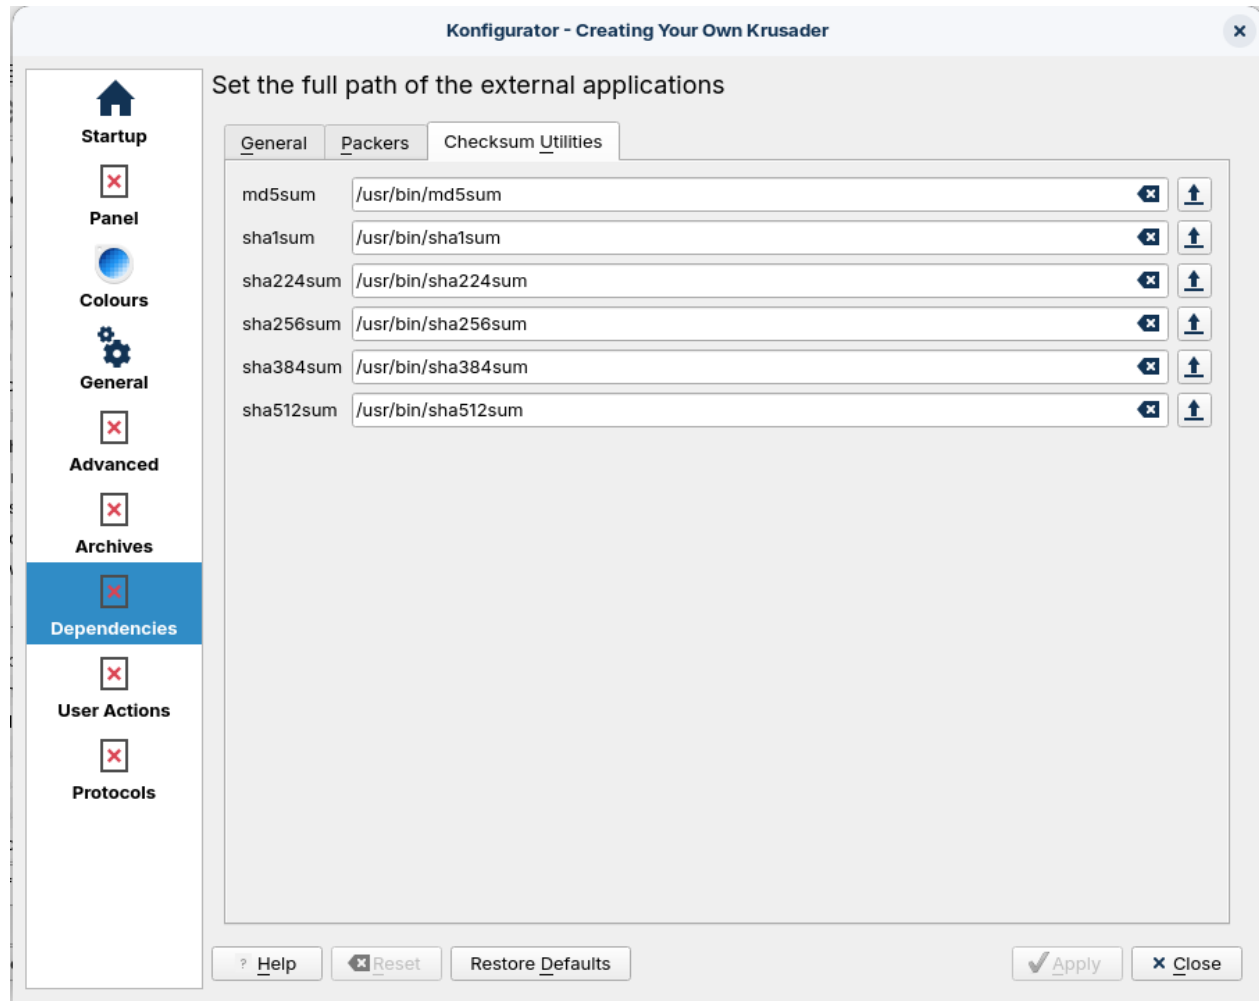 Konfigurator - Creating Your Own Krusader
Startup
Panel
Colours
General
Advanced
Archives
Dependencies
User Actions
Protocols
Set the full path of the external applications
General Packers Checksum Utilities
md5sum /usr/bin/md5sum
sha1sum /usr/bin/sha1sum
sha224sum /usr/bin/sha224sum
sha256sum /usr/bin/sha256sum
sha384sum /usr/bin/sha384sum
sha512sum /usr/bin/sha512sum
? Help Reset Restore Defaults Apply Close